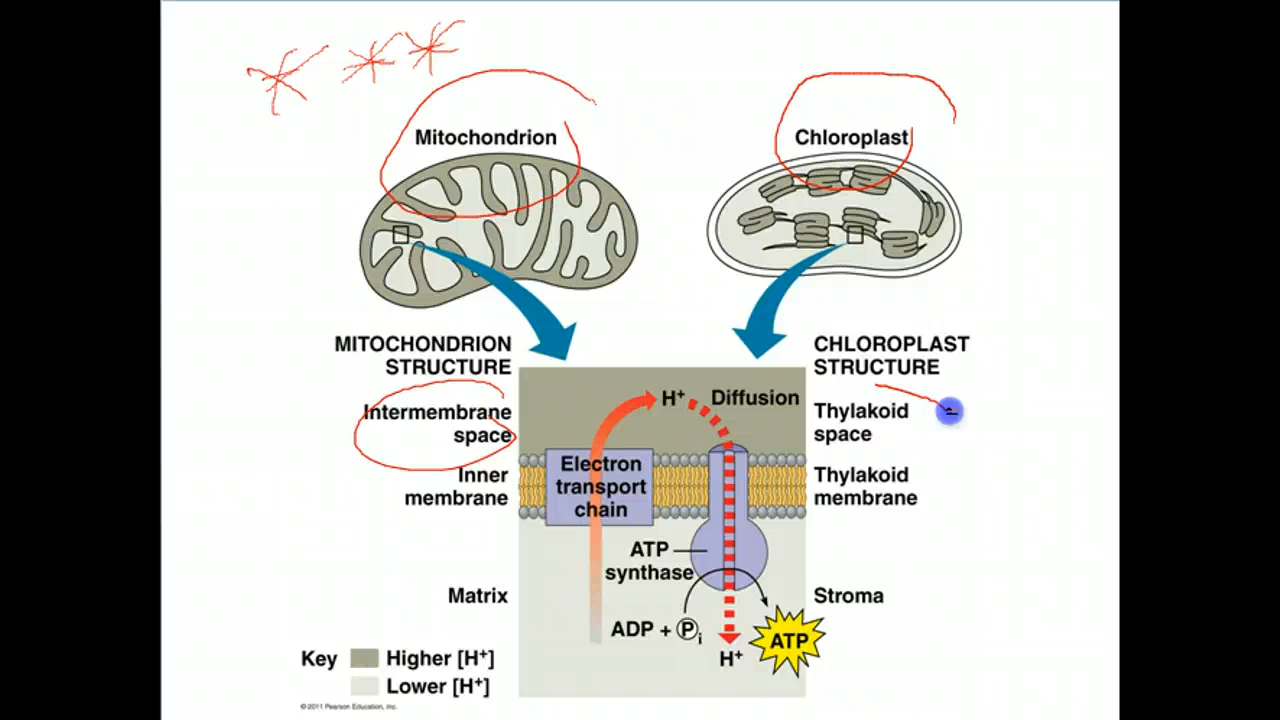 Mitochondrion
Chloroplast
MITOCHONDRION
STRUCTURE
CHLOROPLAST
STRUCTURE
Intermembrane
space
H⁺
Diffusion
Thylakoid
space
Inner
membrane
Electron
transport
chain
Thylakoid
membrane
ATP
synthase
Matrix
Stroma
ADP + Pᵢ
ATP
H⁺
Key
Higher [H⁺]
Lower [H⁺]
© 2011 Pearson Education, Inc.